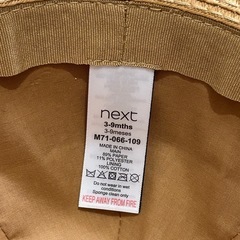 next
3-9mths
3-9meses
M71-066-109
MADE IN CHINA
MAIN
89% PAPER
11% POLYESTER
LINING
100% COTTON
Do not wear in wet
conditions
Sponge clean only
KEEP AWAY FROM FIRE